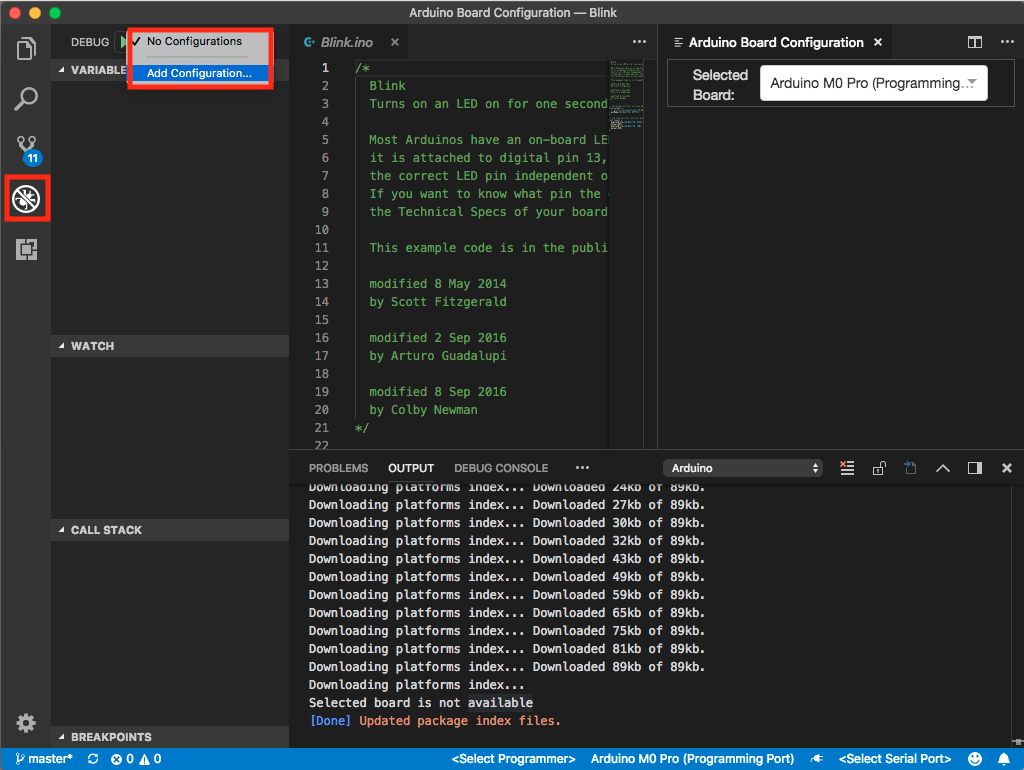 Arduino Board Configuration — Blink
DEBUG
No Configurations
Add Configuration...
VARIABLE
WATCH
CALL STACK
BREAKPOINTS
11
Blink.ino
1 /*
2 Blink
3 Turns on an LED on for one second
4
5 Most Arduinos have an on-board LE
6 it is attached to digital pin 13,
7 the correct LED pin independent o
8 If you want to know what pin the
9 the Technical Specs of your board
10
11 This example code is in the publi
12
13 modified 8 May 2014
14 by Scott Fitzgerald
15
16 modified 2 Sep 2016
17 by Arturo Guadalupi
18
19 modified 8 Sep 2016
20 by Colby Newman
21 */
22
Arduino Board Configuration
Selected
Board:
Arduino M0 Pro (Programming...
PROBLEMS OUTPUT DEBUG CONSOLE
Arduino
Downloading platforms index... Downloaded 24kb of 89kb.
Downloading platforms index... Downloaded 27kb of 89kb.
Downloading platforms index... Downloaded 30kb of 89kb.
Downloading platforms index... Downloaded 32kb of 89kb.
Downloading platforms index... Downloaded 43kb of 89kb.
Downloading platforms index... Downloaded 49kb of 89kb.
Downloading platforms index... Downloaded 59kb of 89kb.
Downloading platforms index... Downloaded 65kb of 89kb.
Downloading platforms index... Downloaded 75kb of 89kb.
Downloading platforms index... Downloaded 81kb of 89kb.
Downloading platforms index... Downloaded 89kb of 89kb.
Downloading platforms index...
Selected board is not available
[Done] Updated package index files.
master* 0 0 <Select Programmer> Arduino M0 Pro (Programming Port) <Select Serial Port>